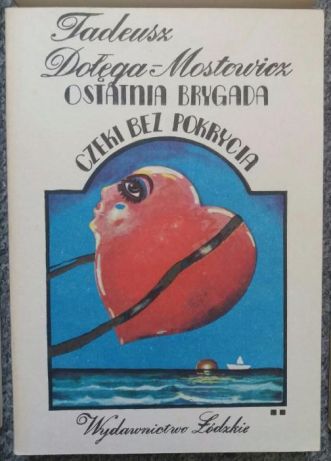 Tadeusz
Dołęga-Mostowicz
OSTATNIA BRYGADA
CZEKI BEZ POKRYCIA
Wydawnictwo Łódzkie